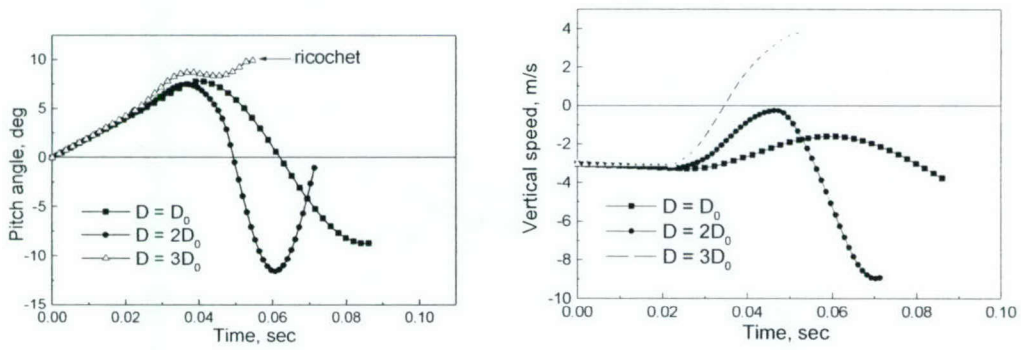 10
5
0
-5
-10
-15
Pitch angle, deg
ricochet
D = D0
D = 2D0
D = 3D0
0.00 0.02 0.04 0.06 0.08 0.10
Time, sec
4
2
0
-2
-4
-6
-8
-10
Vertical speed, m/s
D = D0
D = 2D0
D = 3D0
0.00 0.02 0.04 0.06 0.08 0.10
Time, sec